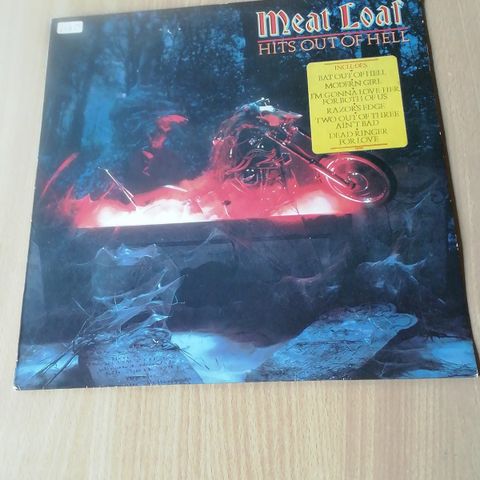 Meat Loaf
HITS OUT OF HELL
INCLUDES
BAT OUT OF HELL
MODERN GIRL
I'M GONNA LOVE HER
FOR BOTH OF US
RAZOR'S EDGE
TWO OUT OF THREE
AIN'T BAD
DEAD RINGER
FOR LOVE